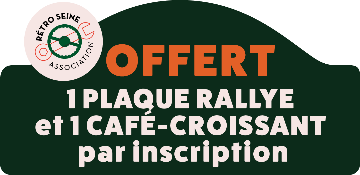 RÉTRO SEINE
ASSOCIATION
OFFERT
1 PLAQUE RALLYE
et 1 CAFÉ-CROISSANT
par inscription